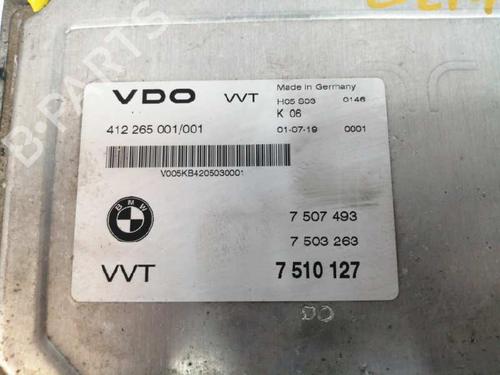 B-PARTS
VDO VVT
Made in Germany
H05 S03 0146
K 06
412 265 001/001
01-07-19 0001
V005KB4205030001
BMW
7 507 493
7 503 263
VVT 7 510 127